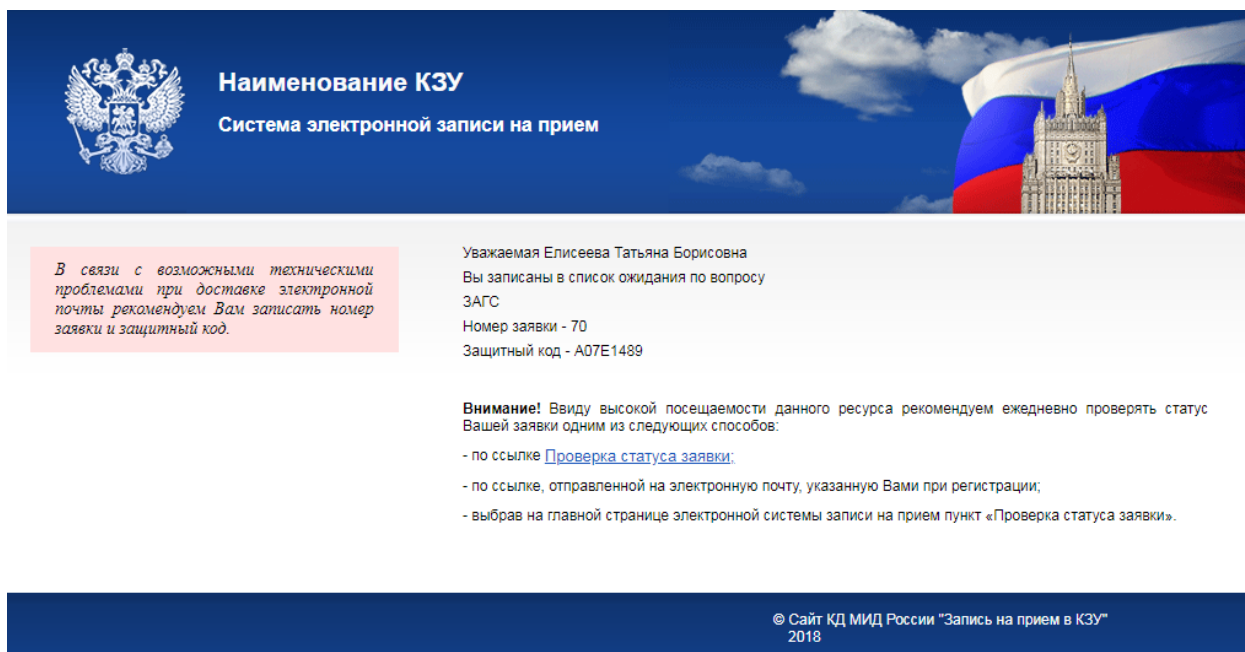 Наименование КЗУ
Система электронной записи на прием
В связи с возможными техническими
проблемами при доставке электронной
почты рекомендуем Вам записать номер
заявки и защитный код.
Уважаемая Елисеева Татьяна Борисовна
Вы записаны в список ожидания по вопросу
ЗАГС
Номер заявки - 70
Защитный код - A07E1489
Внимание! Ввиду высокой посещаемости данного ресурса рекомендуем ежедневно проверять статус
Вашей заявки одним из следующих способов:
- по ссылке Проверка статуса заявки;
- по ссылке, отправленной на электронную почту, указанную Вами при регистрации;
- выбрав на главной странице электронной системы записи на прием пункт «Проверка статуса заявки».
© Сайт КД МИД России "Запись на прием в КЗУ"
2018